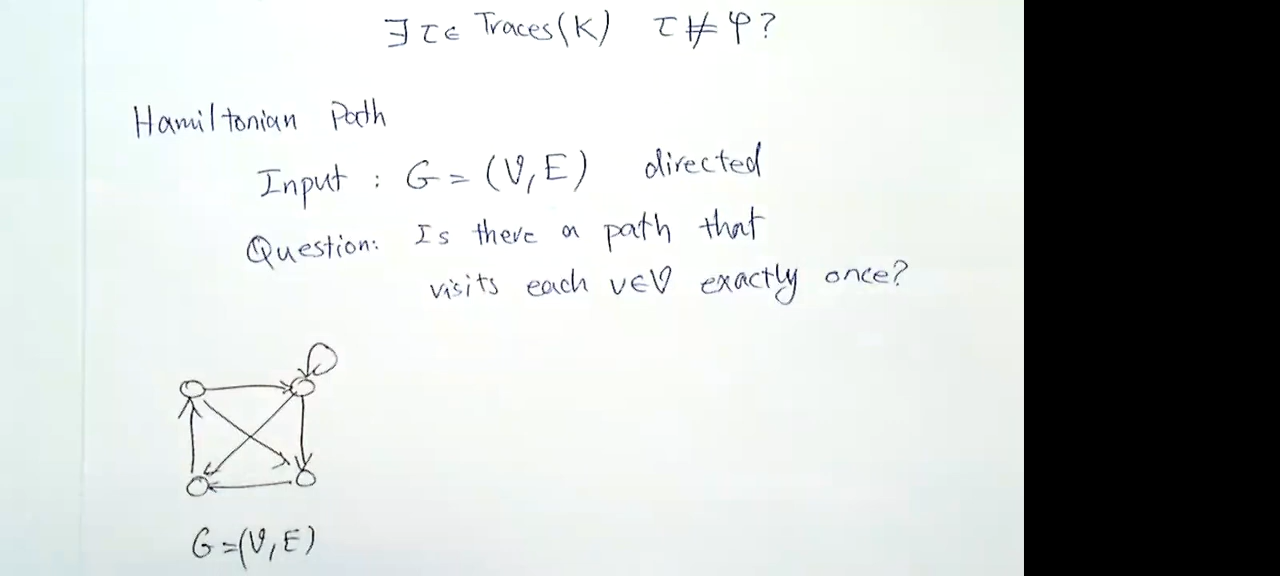 ∃ τ ∈ Traces(K) τ ⊭ φ?
Hamiltonian Path
Input : G = (V, E) directed
Question: Is there a path that
visits each v∈V exactly once?
G=(V, E)